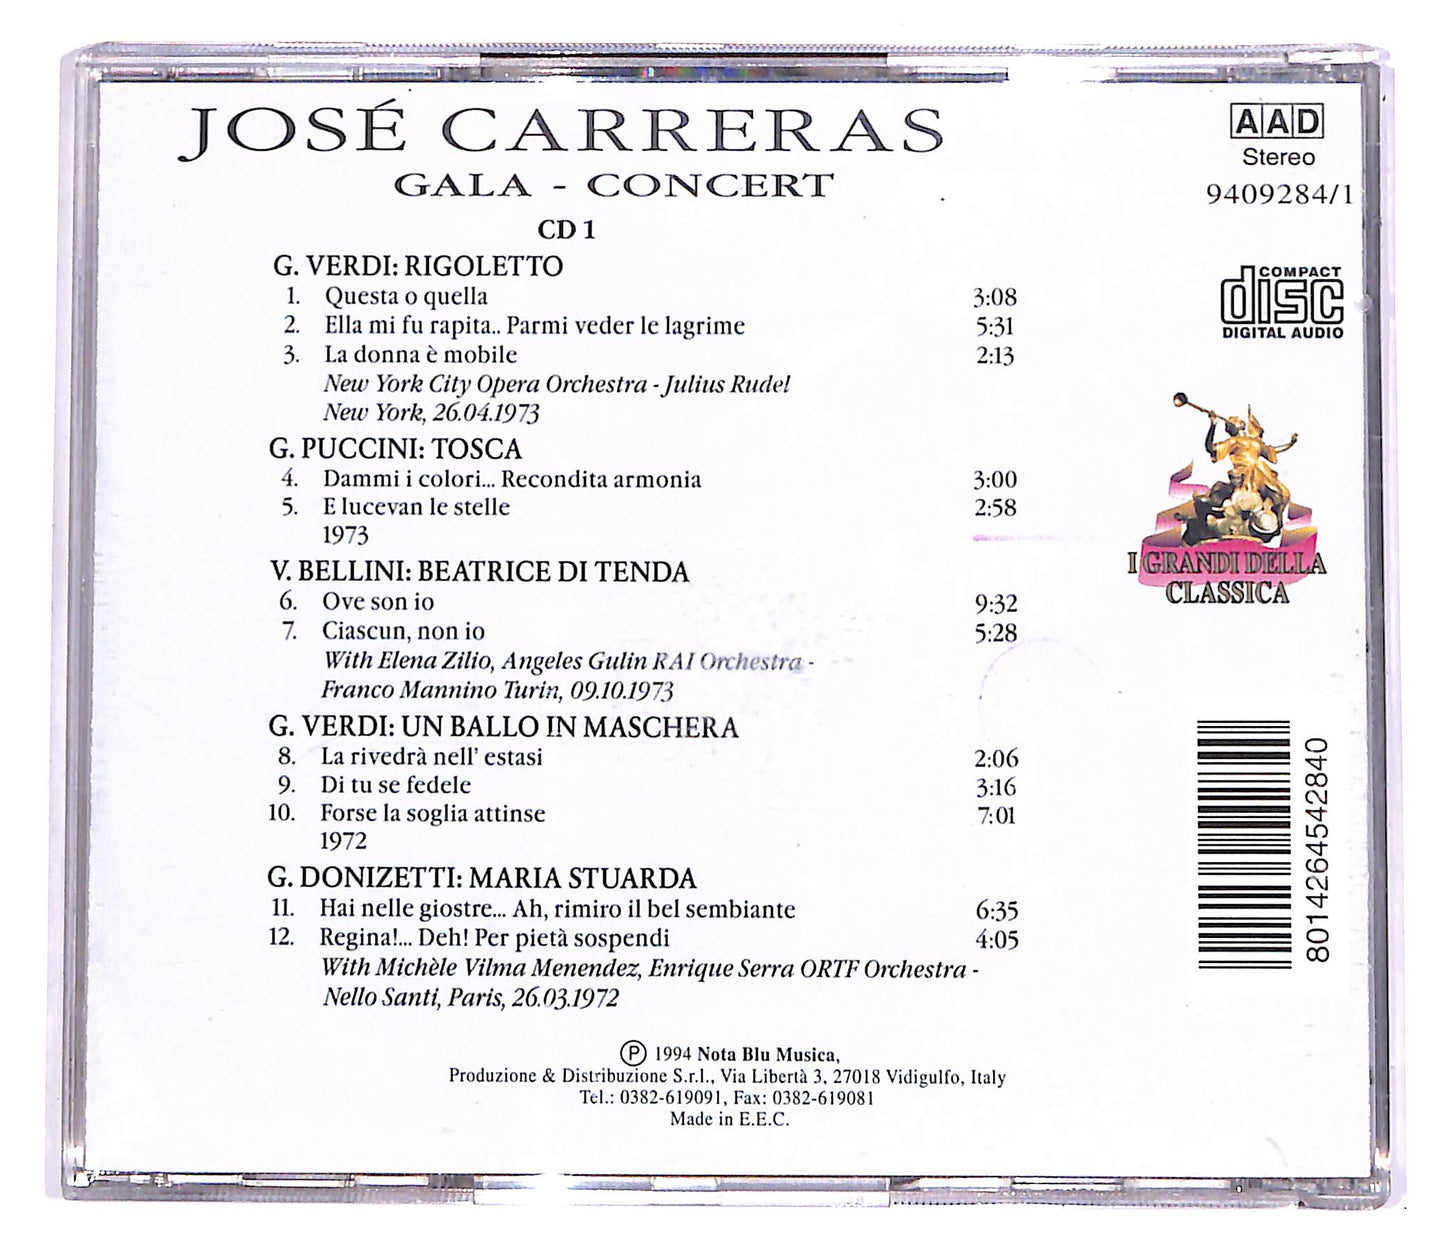 JOSÉ CARRERAS
GALA - CONCERT
CD 1
G. VERDI: RIGOLETTO
1. Questa o quella 3:08
2. Ella mi fu rapita.. Parmi veder le lagrime 5:31
3. La donna è mobile 2:13
New York City Opera Orchestra - Julius Rudel
New York, 26.04.1973
G. PUCCINI: TOSCA
4. Dammi i colori... Recondita armonia 3:00
5. E lucevan le stelle 2:58
1973
V. BELLINI: BEATRICE DI TENDA
6. Ove son io 9:32
7. Ciascun, non io 5:28
With Elena Zilio, Angeles Gulin RAI Orchestra -
Franco Mannino Turin, 09.10.1973
G. VERDI: UN BALLO IN MASCHERA
8. La rivedrà nell' estasi 2:06
9. Di tu se fedele 3:16
10. Forse la soglia attinse 7:01
1972
G. DONIZETTI: MARIA STUARDA
11. Hai nelle giostre... Ah, rimiro il bel sembiante 6:35
12. Regina!... Deh! Per pietà sospendi 4:05
With Michèle Vilma Menendez, Enrique Serra ORTF Orchestra -
Nello Santi, Paris, 26.03.1972
Ⓟ 1994 Nota Blu Musica,
Produzione & Distribuzione S.r.l., Via Libertà 3, 27018 Vidigulfo, Italy
Tel.: 0382-619091, Fax: 0382-619081
Made in E.E.C.
AAD
Stereo
9409284/1
COMPACT
disc
DIGITAL AUDIO
I GRANDI DELLA
CLASSICA
8014264542840